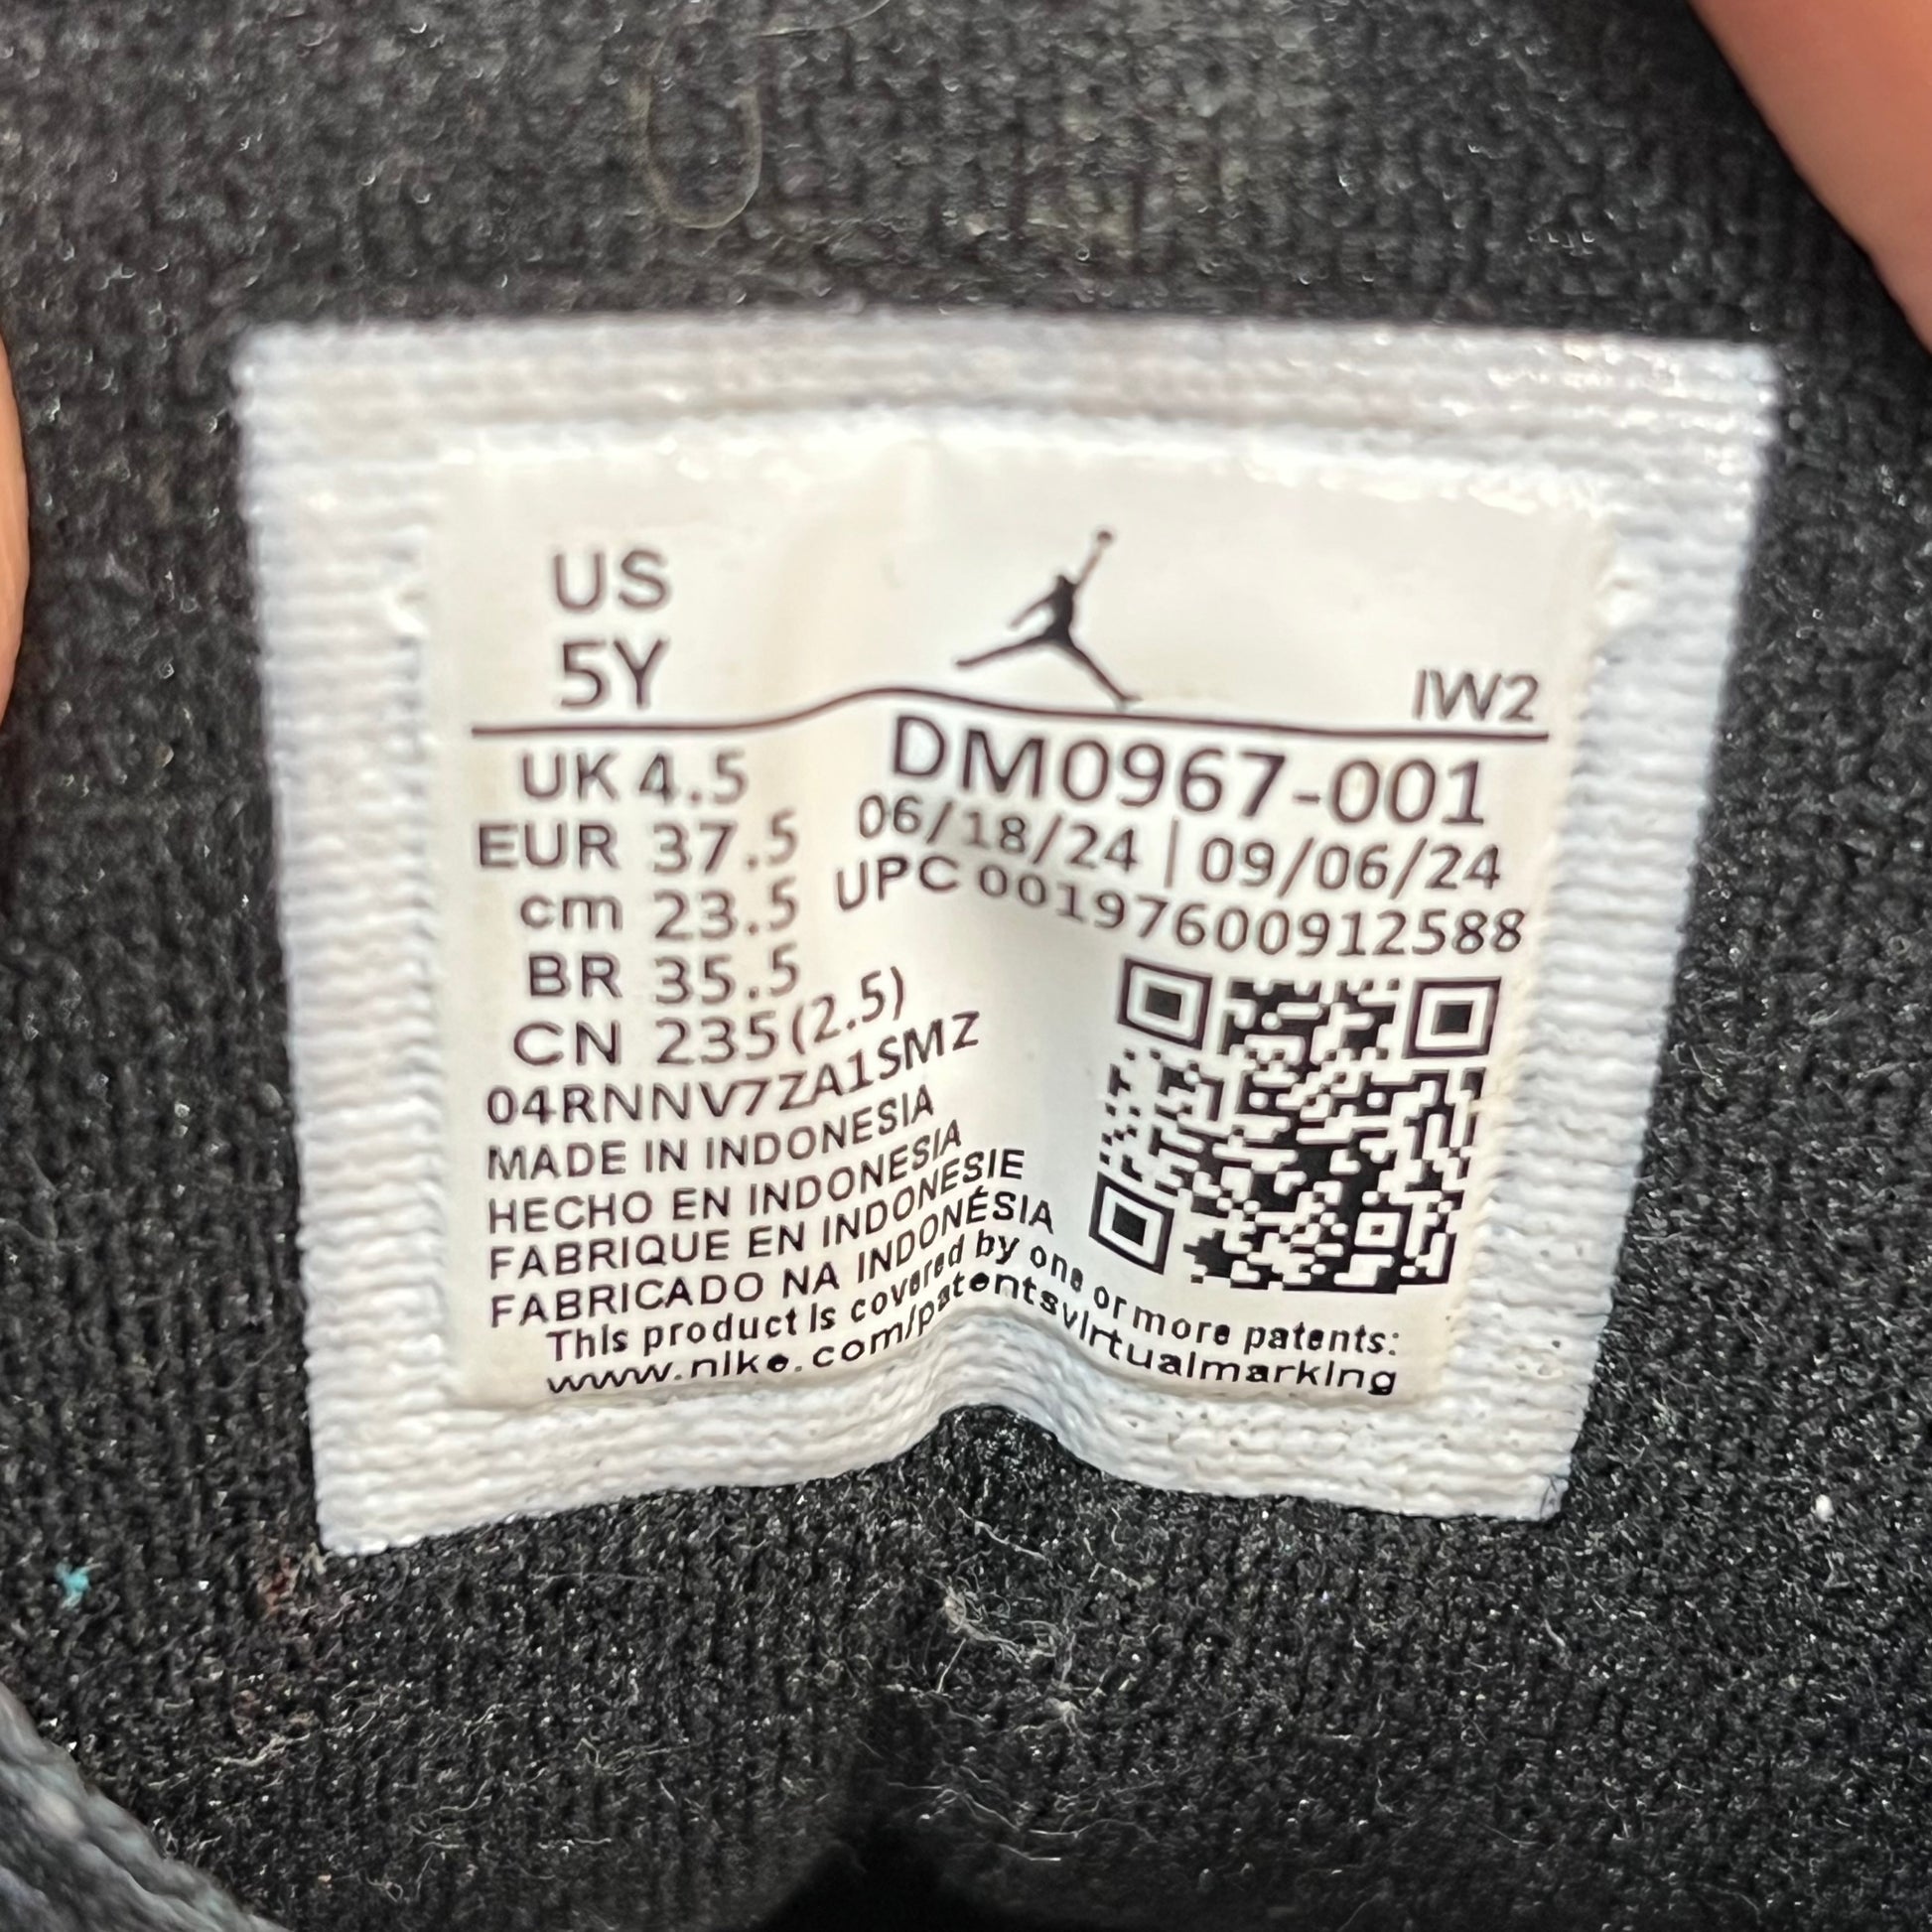 US
5Y
IW2
UK 4.5
EUR 37.5
cm 23.5
BR 35.5
CN 235(2.5)
DM0967-001
06/18/24 | 09/06/24
UPC 00197600912588
04RNNV7ZA1SMZ
MADE IN INDONESIA
HECHO EN INDONESIA
FABRIQUE EN INDONESIE
FABRICADO NA INDONÉSIA
This product is covered by one or more patents:
www.nike.com/patentsvirtualmarking